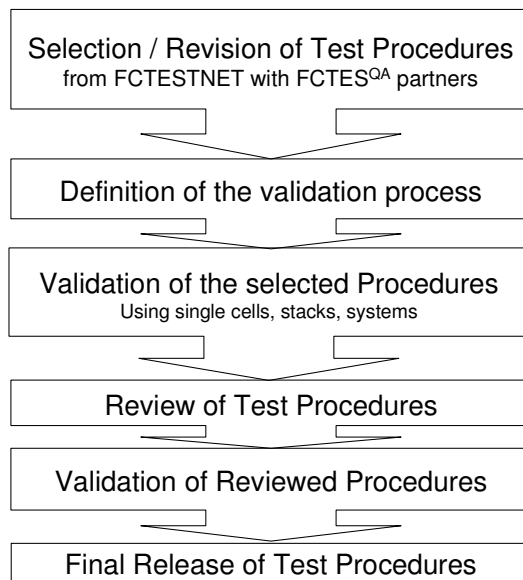 Selection / Revision of Test Procedures
from FCTESTNET with FCTES^QA partners
Definition of the validation process
Validation of the selected Procedures
Using single cells, stacks, systems
Review of Test Procedures
Validation of Reviewed Procedures
Final Release of Test Procedures